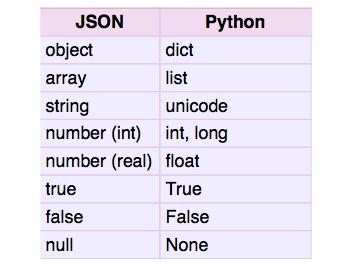 JSON Python
object dict
array list
string unicode
number (int) int, long
number (real) float
true True
false False
null None